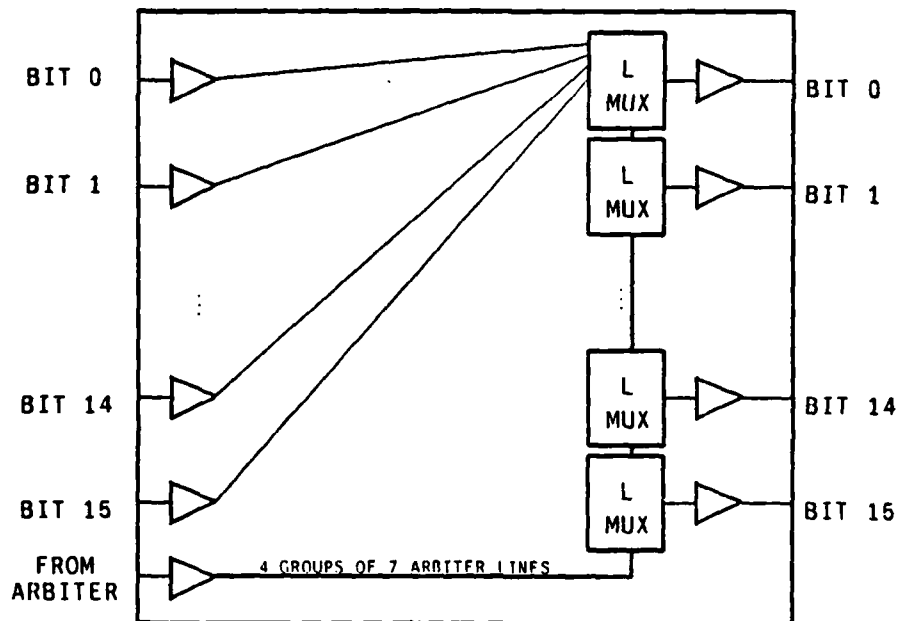 BIT 0
L
MUX
BIT 0
BIT 1
L
MUX
BIT 1
BIT 14
L
MUX
BIT 14
BIT 15
L
MUX
BIT 15
FROM
ARBITER
4 GROUPS OF 7 ARBITER LINES